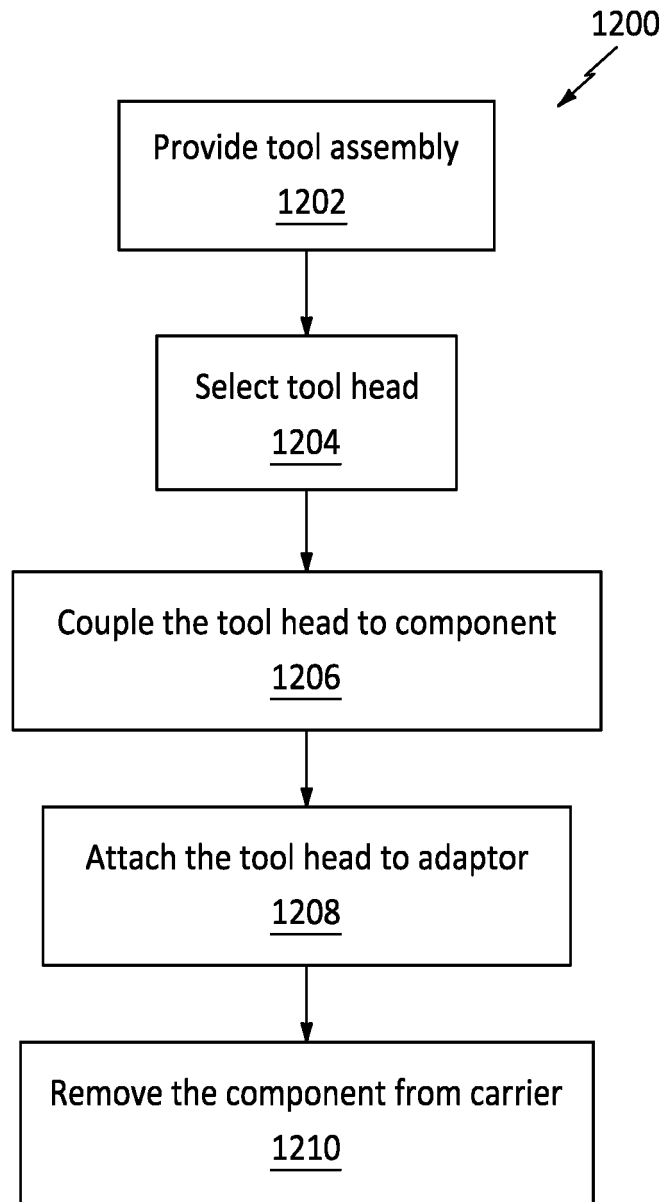 1200
Provide tool assembly
1202
Select tool head
1204
Couple the tool head to component
1206
Attach the tool head to adaptor
1208
Remove the component from carrier
1210